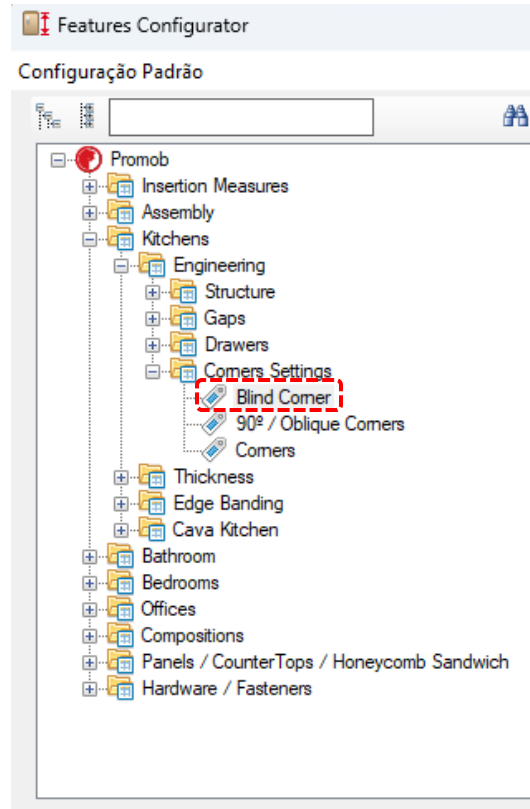 Features Configurator
Configuração Padrão
Promob
Insertion Measures
Assembly
Kitchens
Engineering
Structure
Gaps
Drawers
Corners Settings
Blind Corner
90º / Oblique Corners
Corners
Thickness
Edge Banding
Cava Kitchen
Bathroom
Bedrooms
Offices
Compositions
Panels / CounterTops / Honeycomb Sandwich
Hardware / Fasteners